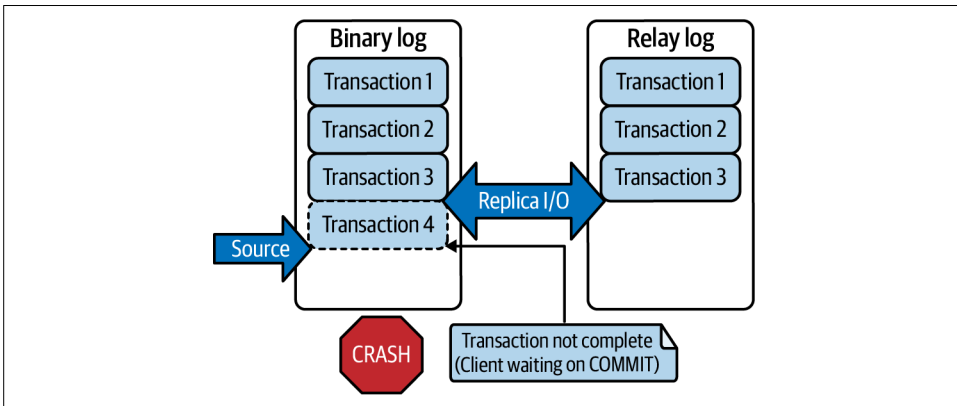 Binary log
Transaction 1
Transaction 2
Transaction 3
Transaction 4
Source
Replica I/O
Relay log
Transaction 1
Transaction 2
Transaction 3
CRASH
Transaction not complete
(Client waiting on COMMIT)